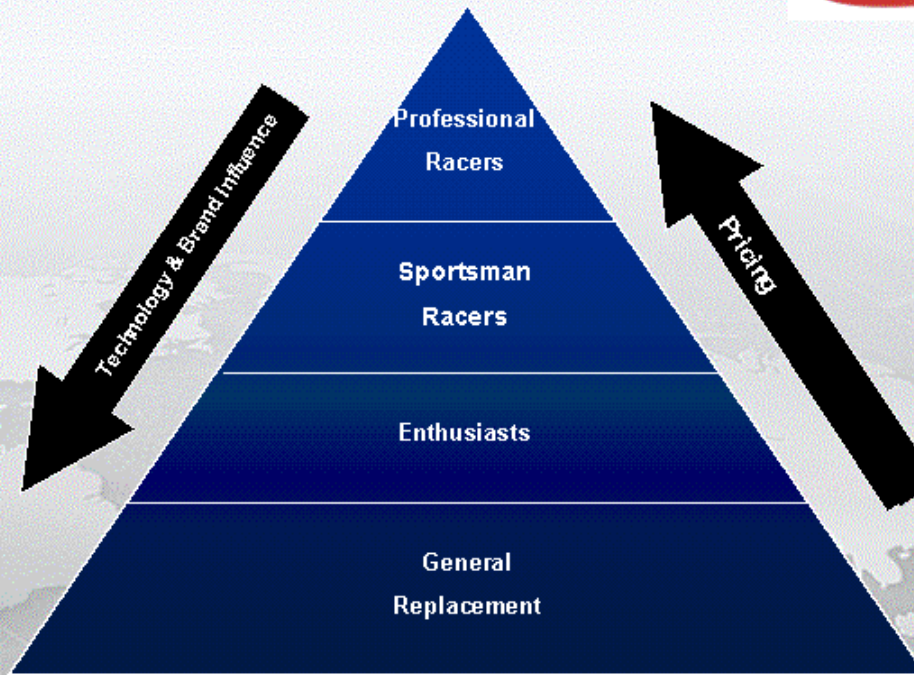 Professional
Racers
Technology & Brand Influence
Pricing
Sportsman
Racers
Enthusiasts
General
Replacement